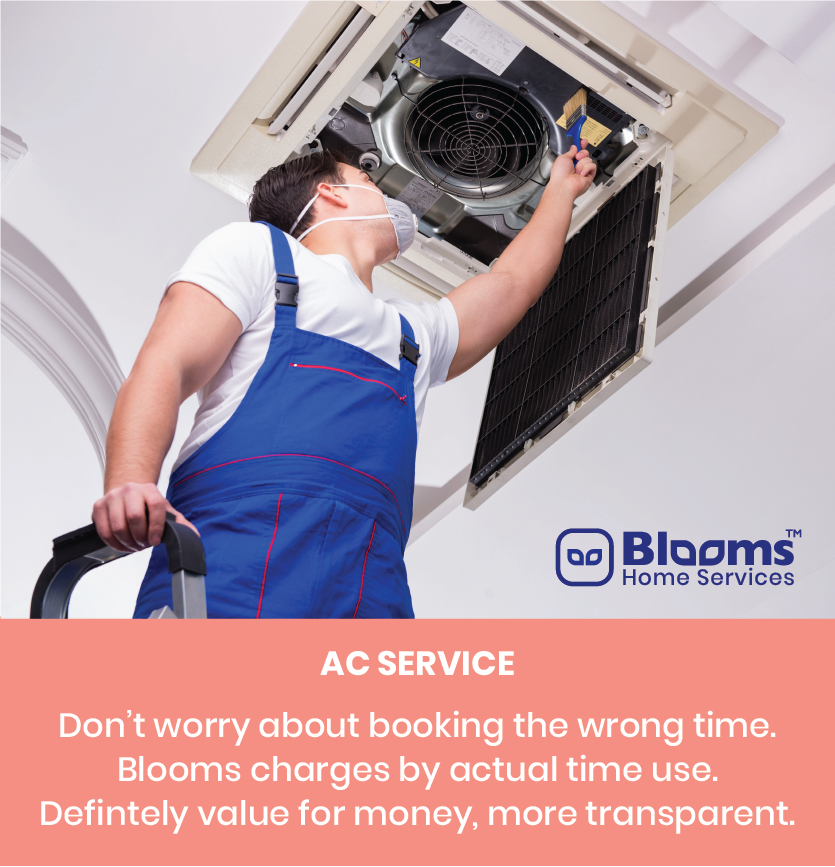 Blooms™
Home Services
AC SERVICE
Don't worry about booking the wrong time.
Blooms charges by actual time use.
Defintely value for money, more transparent.